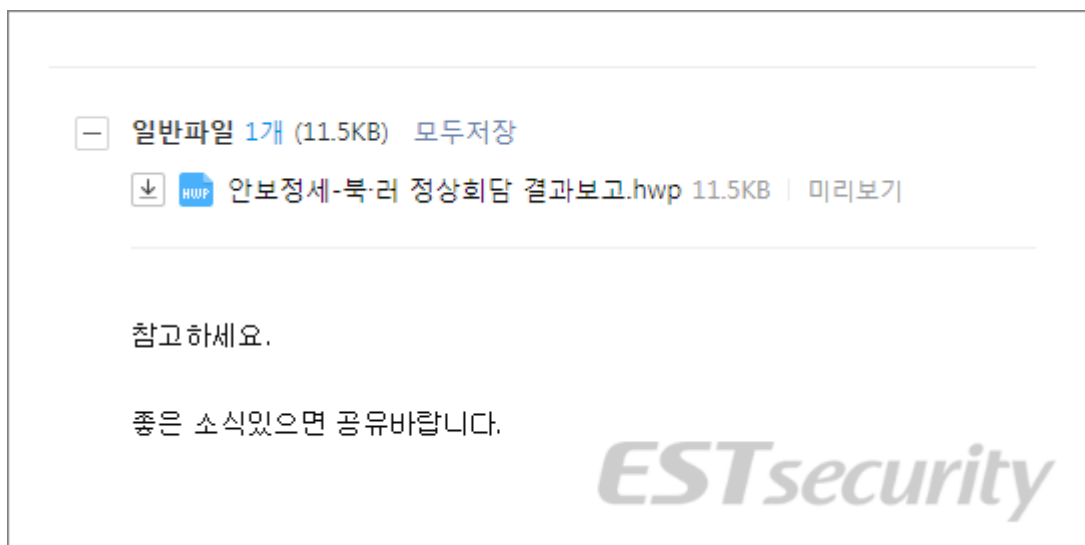 일반파일 1개 (11.5KB) 모두저장
HWP 안보정세-북·러 정상회담 결과보고.hwp 11.5KB 미리보기
참고하세요.
좋은 소식있으면 공유바랍니다.
ESTsecurity